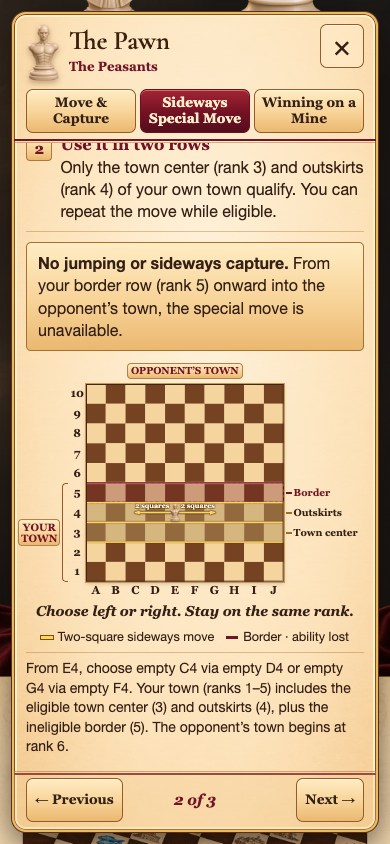 The Pawn
The Peasants
×
Move &
Capture
Sideways
Special Move
Winning on a
Mine
2 Use it in two rows
Only the town center (rank 3) and outskirts
(rank 4) of your own town qualify. You can
repeat the move while eligible.
No jumping or sideways capture. From
your border row (rank 5) onward into the
opponent’s town, the special move is
unavailable.
OPPONENT’S TOWN
10
9
8
7
6
5 Border
2 squares 2 squares
4 Outskirts
YOUR
TOWN
3 Town center
2
1
A B C D E F G H I J
Choose left or right. Stay on the same rank.
Two-square sideways move Border · ability lost
From E4, choose empty C4 via empty D4 or empty
G4 via empty F4. Your town (ranks 1–5) includes the
eligible town center (3) and outskirts (4), plus the
ineligible border (5). The opponent’s town begins at
rank 6.
← Previous 2 of 3 Next →